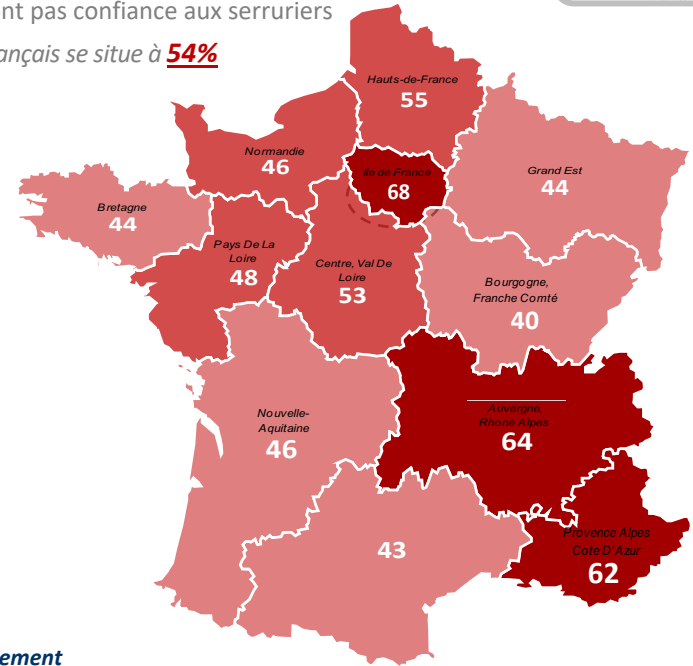 ont pas confiance aux serruriers
ançais se situe à 54%
Hauts-de-France
55
Normandie
46
Ile de France
68
Grand Est
44
Bretagne
44
Pays De La
Loire
48
Centre, Val De
Loire
53
Bourgogne,
Franche Comté
40
Nouvelle-
Aquitaine
46
Auvergne,
Rhone Alpes
64
43
Provence Alpes
Cote D'Azur
62
ement